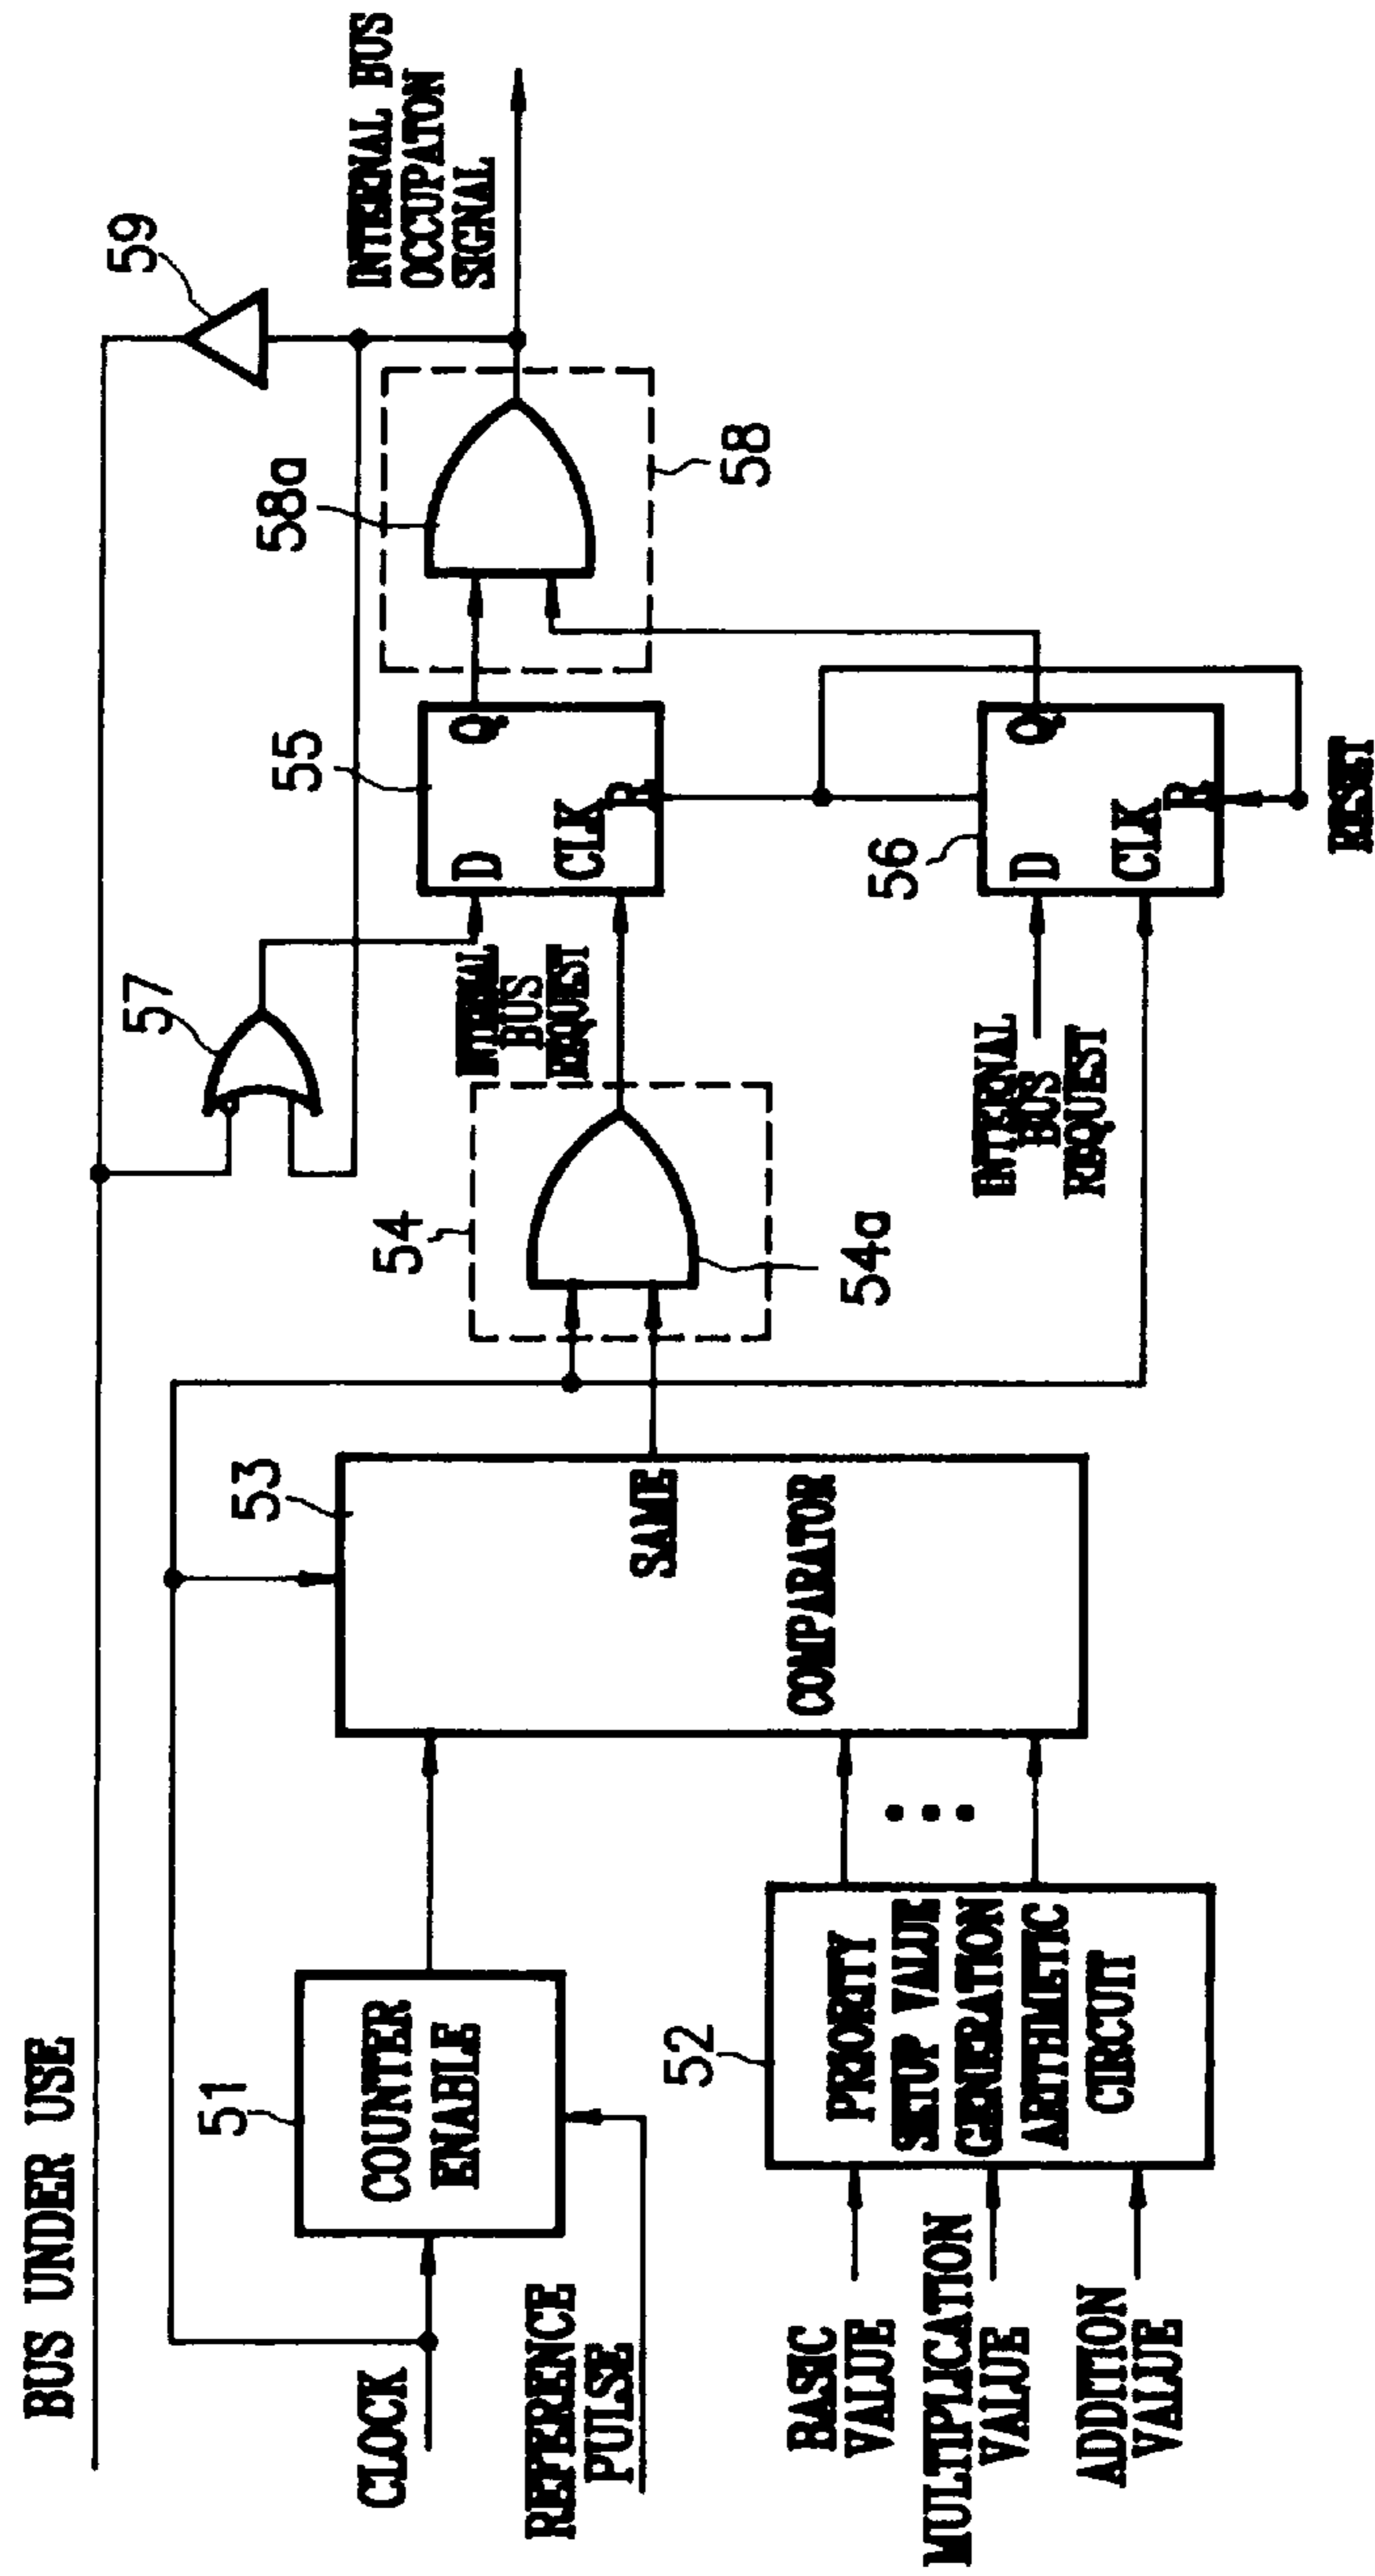 BUS UNDER USE
CLOCK
REFERENCE
PULSE
BASIC
VALUE
MULTIPLICATION
VALUE
ADDITION
VALUE
51
COUNTER
ENABLE
52
PRIORITY
SETUP VALUE
GENERATION
ARITHMETIC
CIRCUIT
53
SAME
COMPARATOR
54
54a
57
INTERNAL
BUS
REQUEST
INTERNAL
BUS
REQUEST
55
D
Q
CLK
R
56
D
Q
CLK
R
RESET
58a
58
59
INTERNAL BUS
OCCUPATON
SIGNAL